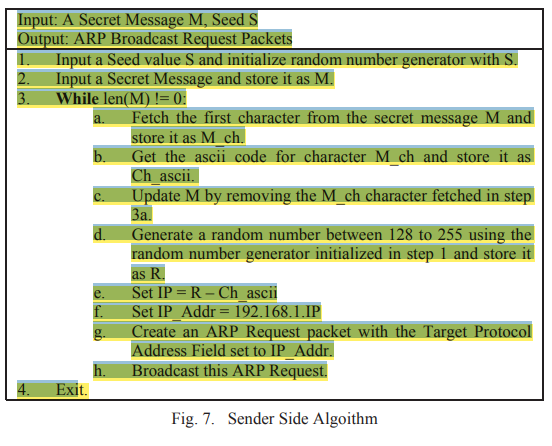 Input: A Secret Message M, Seed S
Output: ARP Broadcast Request Packets
1. Input a Seed value S and initialize random number generator with S.
2. Input a Secret Message and store it as M.
3. While len(M) != 0:
a. Fetch the first character from the secret message M and
store it as M_ch.
b. Get the ascii code for character M_ch and store it as
Ch_ascii.
c. Update M by removing the M_ch character fetched in step
3a.
d. Generate a random number between 128 to 255 using the
random number generator initialized in step 1 and store it
as R.
e. Set IP = R – Ch_ascii
f. Set IP_Addr = 192.168.1.IP
g. Create an ARP Request packet with the Target Protocol
Address Field set to IP_Addr.
h. Broadcast this ARP Request.
4. Exit.
Fig. 7. Sender Side Algoithm